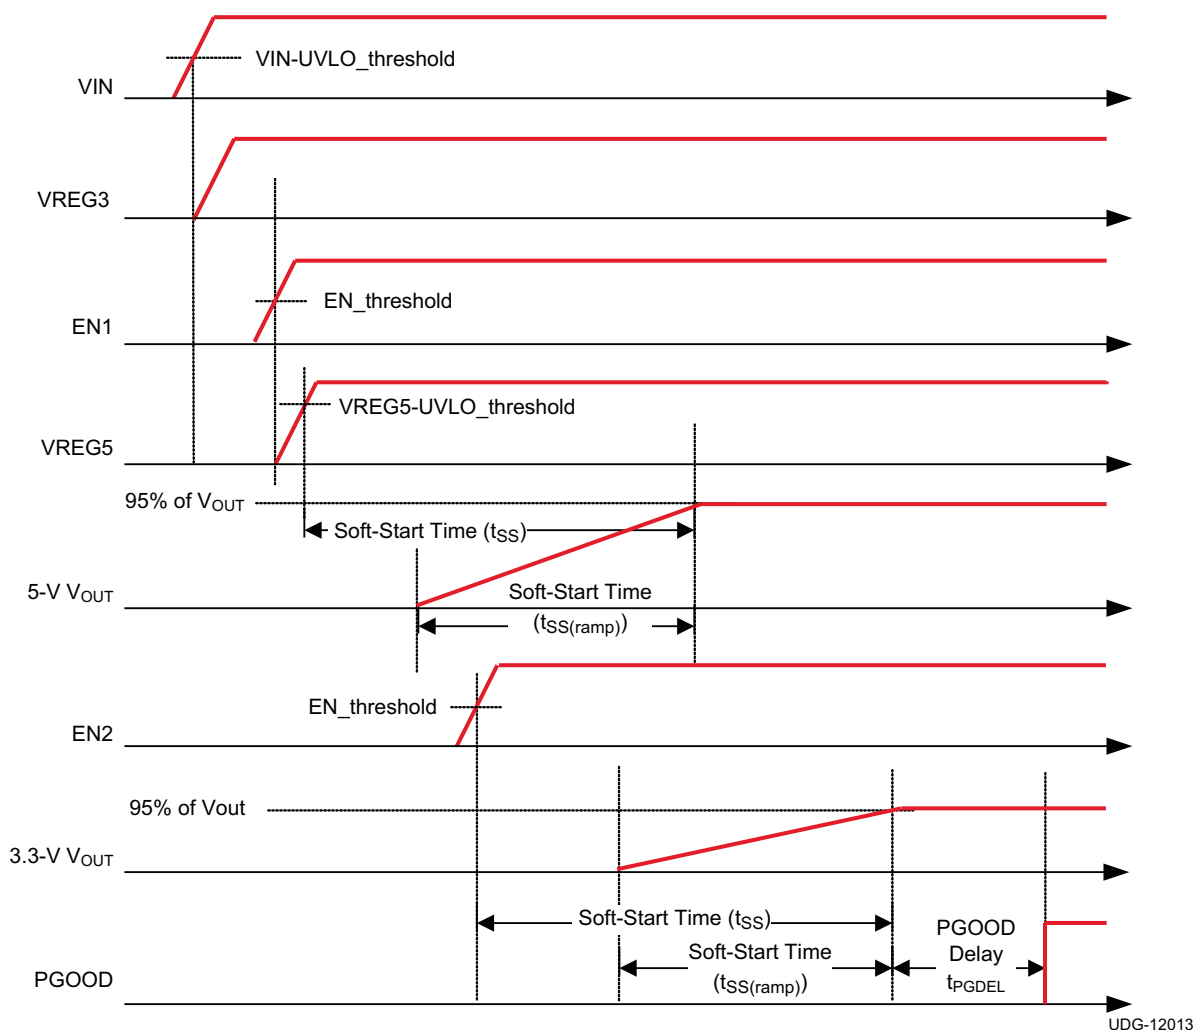 VIN-UVLO_threshold
VIN
VREG3
EN_threshold
EN1
VREG5-UVLO_threshold
VREG5
95% of VOUT
Soft-Start Time (tSS)
5-V VOUT
Soft-Start Time
(tSS(ramp))
EN_threshold
EN2
95% of Vout
3.3-V VOUT
Soft-Start Time (tSS)
Soft-Start Time
(tSS(ramp))
PGOOD
Delay
tPGDEL
PGOOD
UDG-12013